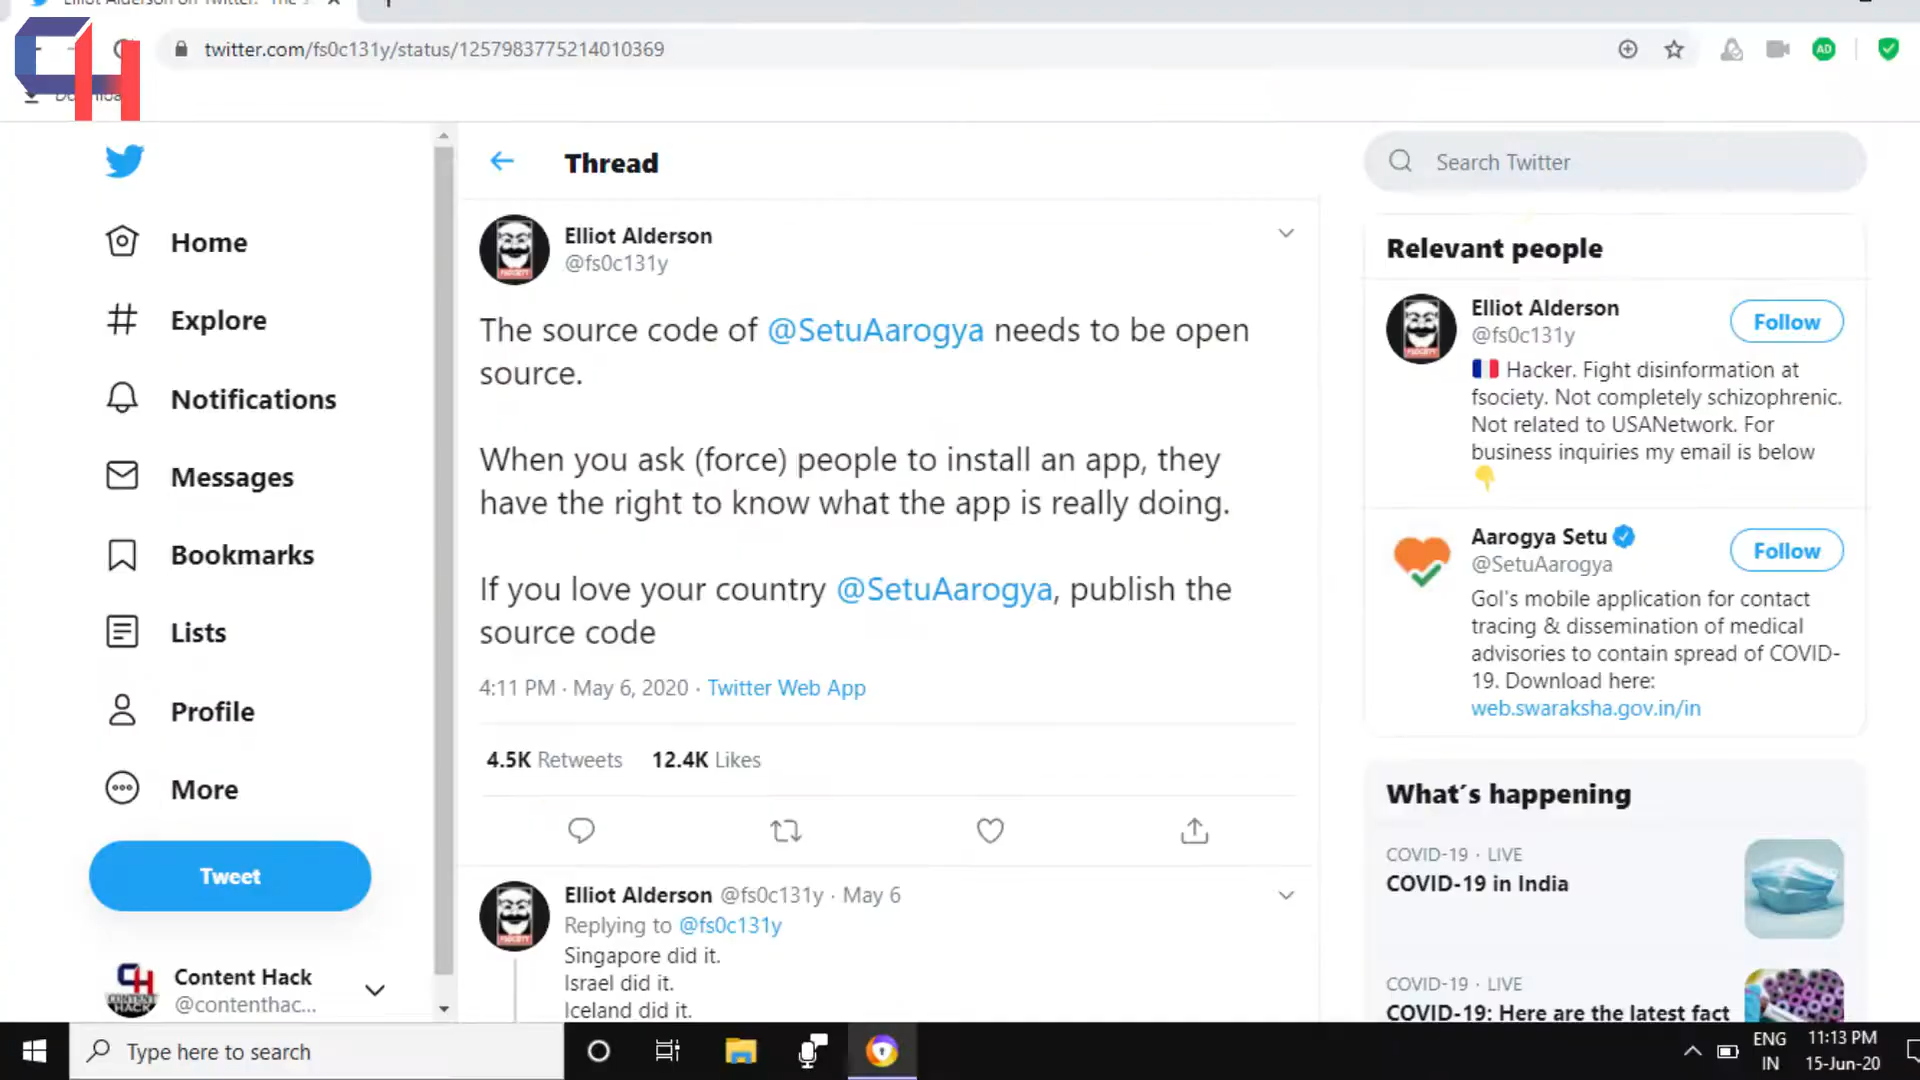 Elliot Alderson on Twitter: "The s
twitter.com/fs0c131y/status/1257983775214010369
AD
CH
Thread
Search Twitter
Home
Explore
Notifications
Messages
Bookmarks
Lists
Profile
More
Tweet
Content Hack
@contenthac...
Elliot Alderson
@fs0c131y
The source code of @SetuAarogya needs to be open
source.
When you ask (force) people to install an app, they
have the right to know what the app is really doing.
If you love your country @SetuAarogya, publish the
source code
4:11 PM · May 6, 2020 · Twitter Web App
4.5K Retweets 12.4K Likes
Elliot Alderson @fs0c131y · May 6
Replying to @fs0c131y
Singapore did it.
Israel did it.
Iceland did it.
Relevant people
Elliot Alderson
Follow
@fs0c131y
Hacker. Fight disinformation at
fsociety. Not completely schizophrenic.
Not related to USANetwork. For
business inquiries my email is below
Aarogya Setu
Follow
@SetuAarogya
GoI's mobile application for contact
tracing & dissemination of medical
advisories to contain spread of COVID-
19. Download here:
web.swaraksha.gov.in/in
What's happening
COVID-19 · LIVE
COVID-19 in India
COVID-19 · LIVE
COVID-19: Here are the latest fact
Type here to search
ENG
IN
11:13 PM
15-Jun-20